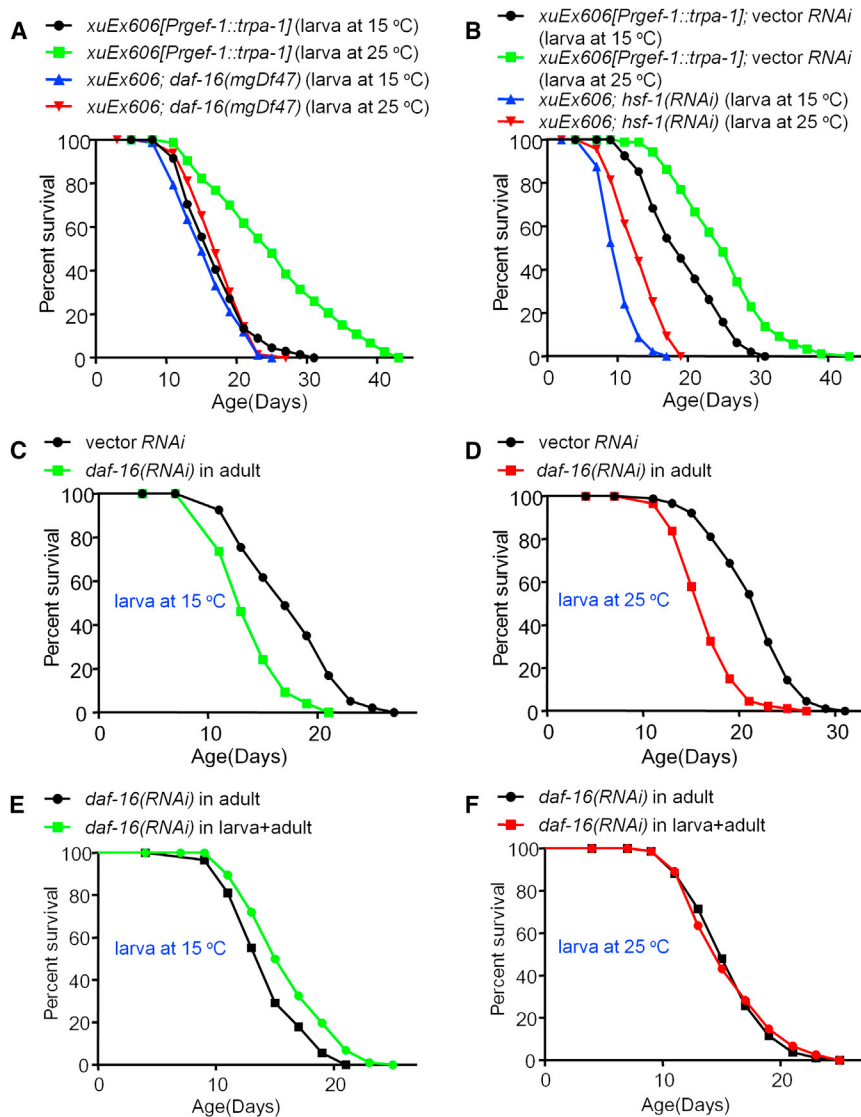 A
xuEx606[Prgef-1::trpa-1] (larva at 15 °C)
xuEx606[Prgef-1::trpa-1] (larva at 25 °C)
xuEx606; daf-16(mgDf47) (larva at 15 °C)
xuEx606; daf-16(mgDf47) (larva at 25 °C)
Percent survival
100
80
60
40
20
0
0 10 20 30 40
Age(Days)
B
xuEx606[Prgef-1::trpa-1]; vector RNAi
(larva at 15 °C)
xuEx606[Prgef-1::trpa-1]; vector RNAi
(larva at 25 °C)
xuEx606; hsf-1(RNAi) (larva at 15 °C)
xuEx606; hsf-1(RNAi) (larva at 25 °C)
Percent survival
100
80
60
40
20
0
0 10 20 30 40
Age(Days)
C
vector RNAi
daf-16(RNAi) in adult
Percent survival
100
80
60
40
20
0
larva at 15 °C
0 10 20
Age(Days)
D
vector RNAi
daf-16(RNAi) in adult
Percent survival
100
80
60
40
20
0
larva at 25 °C
0 10 20 30
Age(Days)
E
daf-16(RNAi) in adult
daf-16(RNAi) in larva+adult
Percent survival
100
80
60
40
20
0
larva at 15 °C
0 10 20
Age(Days)
F
daf-16(RNAi) in adult
daf-16(RNAi) in larva+adult
Percent survival
100
80
60
40
20
0
larva at 25 °C
0 10 20
Age(Days)